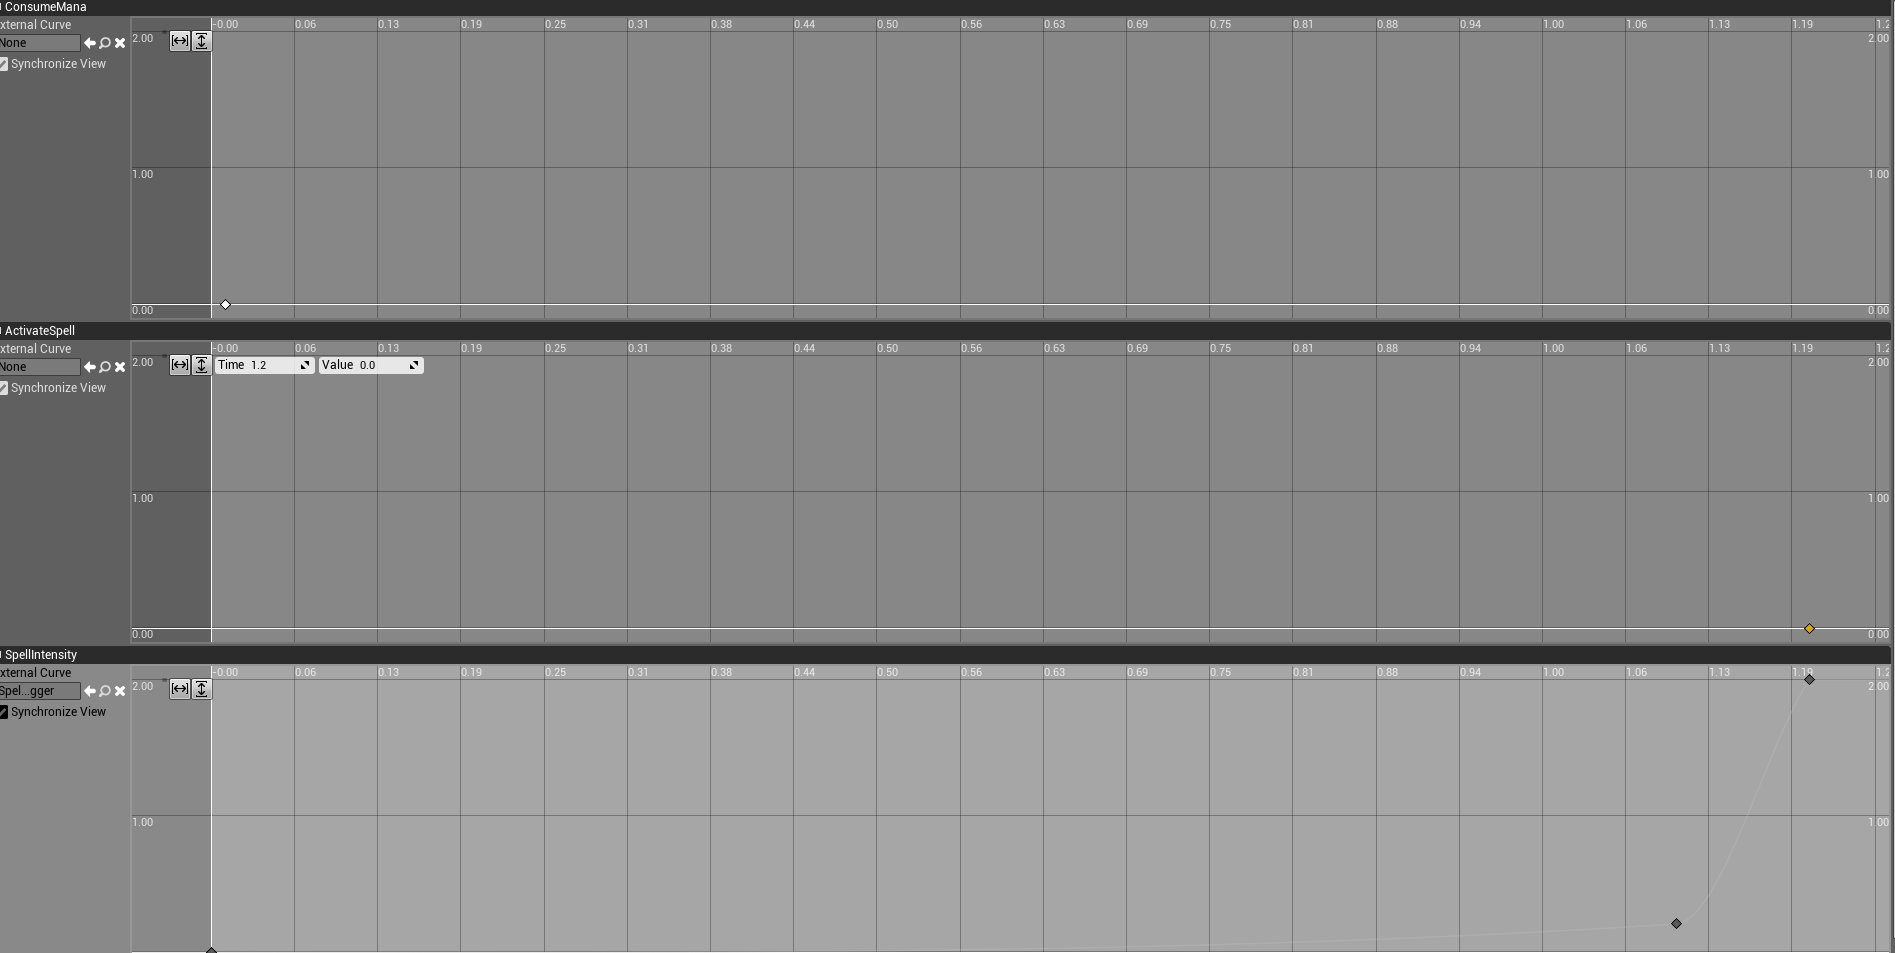 ConsumeMana
xternal Curve
-0.00 0.06 0.13 0.19 0.25 0.31 0.38 0.44 0.50 0.56 0.63 0.69 0.75 0.81 0.88 0.94 1.00 1.06 1.13 1.19 1.2
None
2.00 2.00
Synchronize View
1.00 1.00
0.00 0.00
ActivateSpell
xternal Curve
-0.00 0.06 0.13 0.19 0.25 0.31 0.38 0.44 0.50 0.56 0.63 0.69 0.75 0.81 0.88 0.94 1.00 1.06 1.13 1.19 1.2
None
2.00 Time 1.2 Value 0.0 2.00
Synchronize View
1.00 1.00
0.00 0.00
SpellIntensity
xternal Curve
-0.00 0.06 0.13 0.19 0.25 0.31 0.38 0.44 0.50 0.56 0.63 0.69 0.75 0.81 0.88 0.94 1.00 1.06 1.13 1.19 1.2
Spel...gger
2.00 2.00
Synchronize View
1.00 1.00